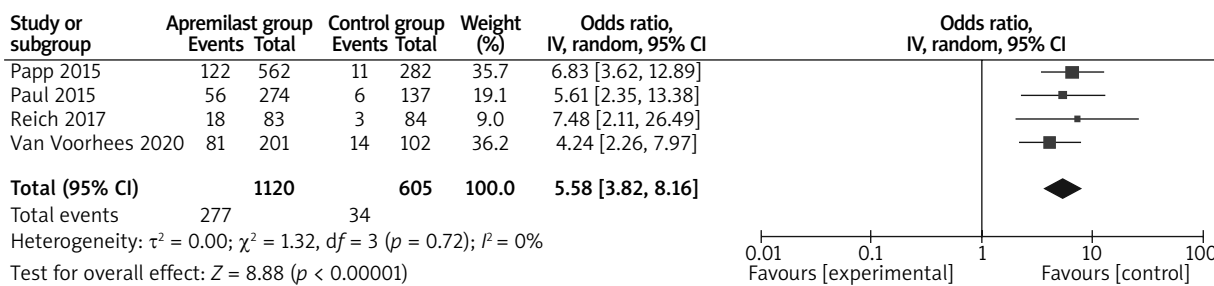 Study or Apremilast group Control group Weight Odds ratio, Odds ratio,
subgroup Events Total Events Total (%) IV, random, 95% CI IV, random, 95% CI
Papp 2015 122 562 11 282 35.7 6.83 [3.62, 12.89]
Paul 2015 56 274 6 137 19.1 5.61 [2.35, 13.38]
Reich 2017 18 83 3 84 9.0 7.48 [2.11, 26.49]
Van Voorhees 2020 81 201 14 102 36.2 4.24 [2.26, 7.97]
Total (95% CI) 1120 605 100.0 5.58 [3.82, 8.16]
Total events 277 34
Heterogeneity: τ² = 0.00; χ² = 1.32, df = 3 (p = 0.72); I² = 0%
0.01 0.1 1 10 100
Test for overall effect: Z = 8.88 (p < 0.00001) Favours [experimental] Favours [control]